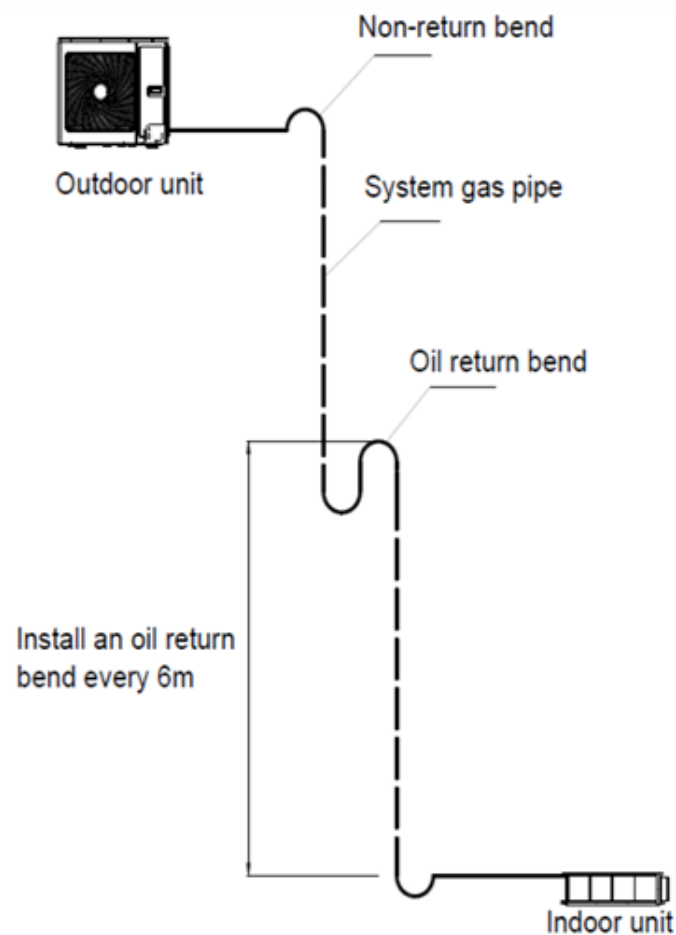 Non-return bend
Outdoor unit
System gas pipe
Oil return bend
Install an oil return
bend every 6m
Indoor unit